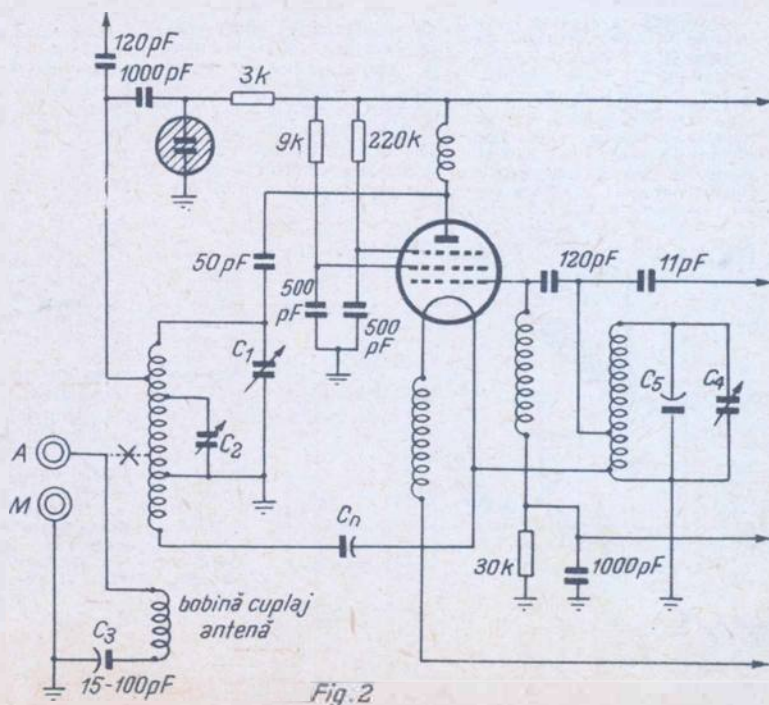 120pF
1000pF
3k
9k
220k
50pF
500
pF
500
pF
120pF
11pF
C1
C2
C5
C4
A
M
Cn
30k
1000pF
bobină cuplaj
antenă
C3
15-100pF
Fig. 2